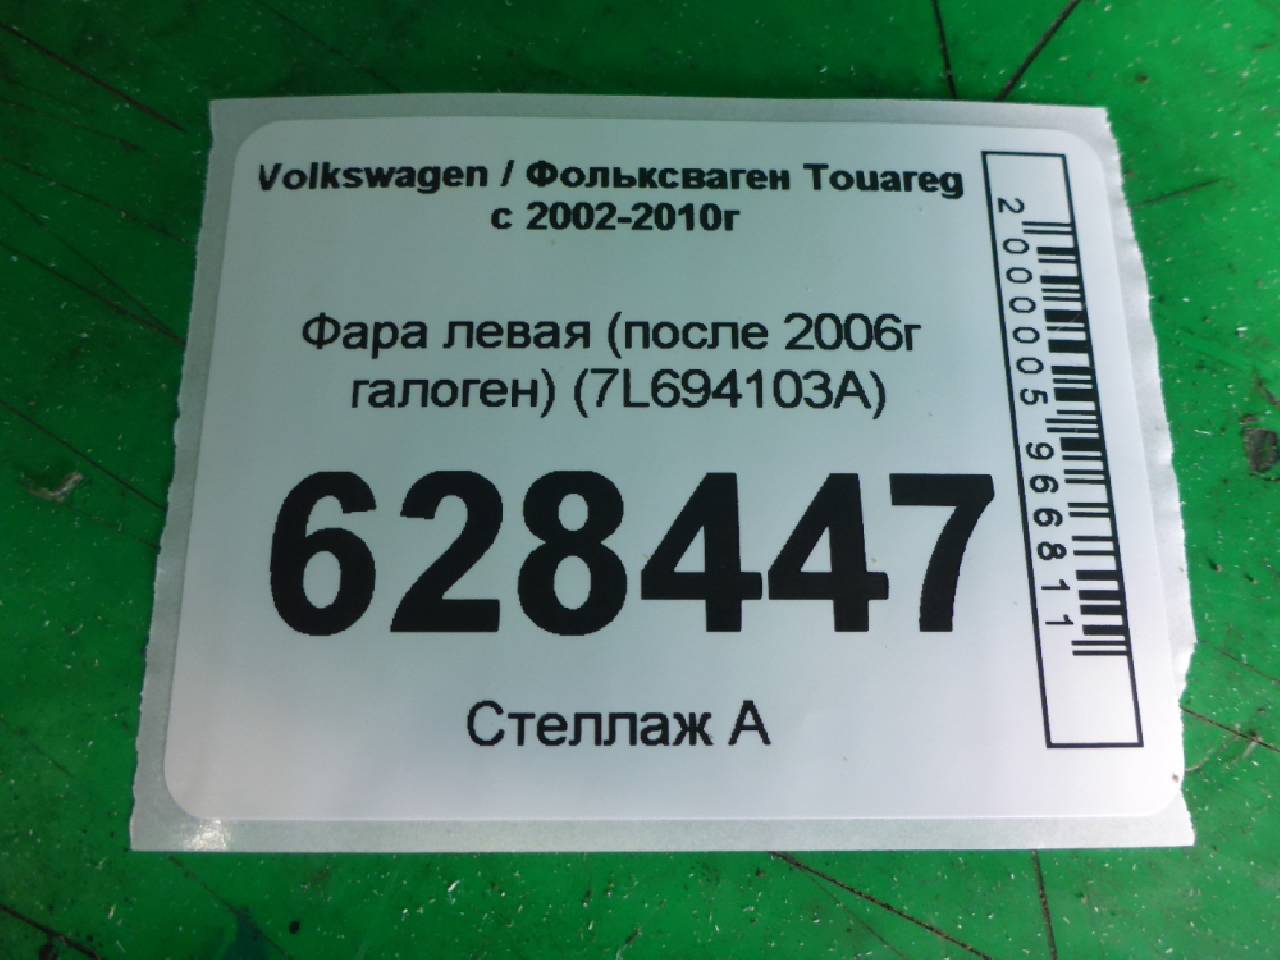 Volkswagen / Фольксваген Touareg
с 2002-2010г
Фара левая (после 2006г
галоген) (7L694103A)
628447
Стеллаж А
2000005966811